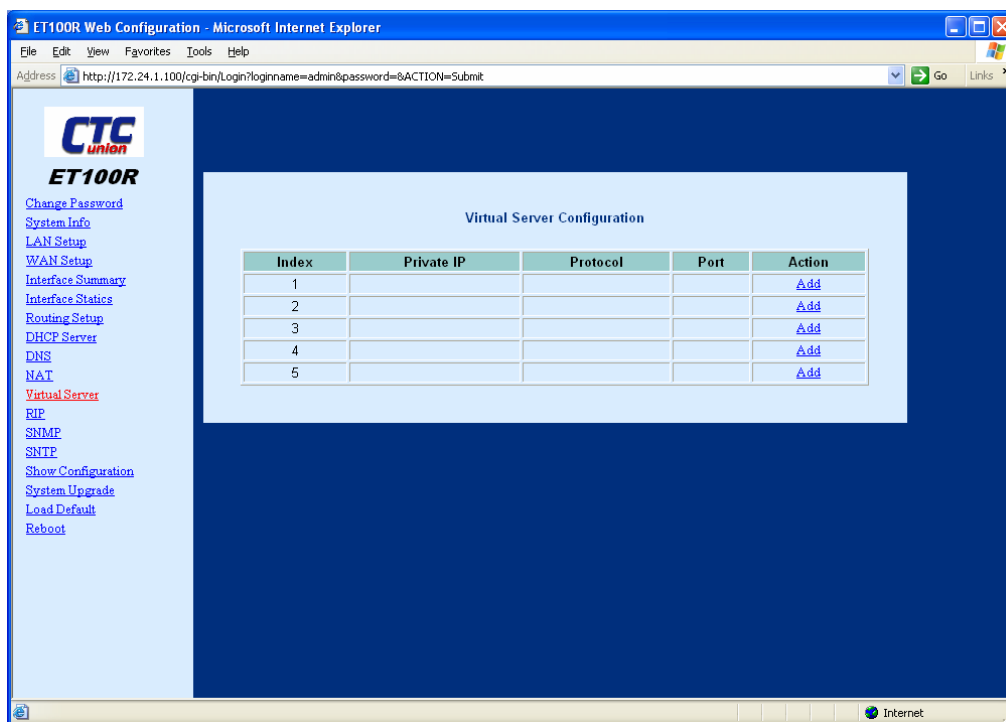 ET100R Web Configuration - Microsoft Internet Explorer
File Edit View Favorites Tools Help
Address http://172.24.1.100/cgi-bin/Login?loginname=admin&password=&ACTION=Submit Go Links »
CTC
union
ET100R
Change Password
System Info
LAN Setup
WAN Setup
Interface Summary
Interface Statics
Routing Setup
DHCP Server
DNS
NAT
Virtual Server
RIP
SNMP
SNTP
Show Configuration
System Upgrade
Load Default
Reboot
Virtual Server Configuration
Index Private IP Protocol Port Action
1 Add
2 Add
3 Add
4 Add
5 Add
Internet